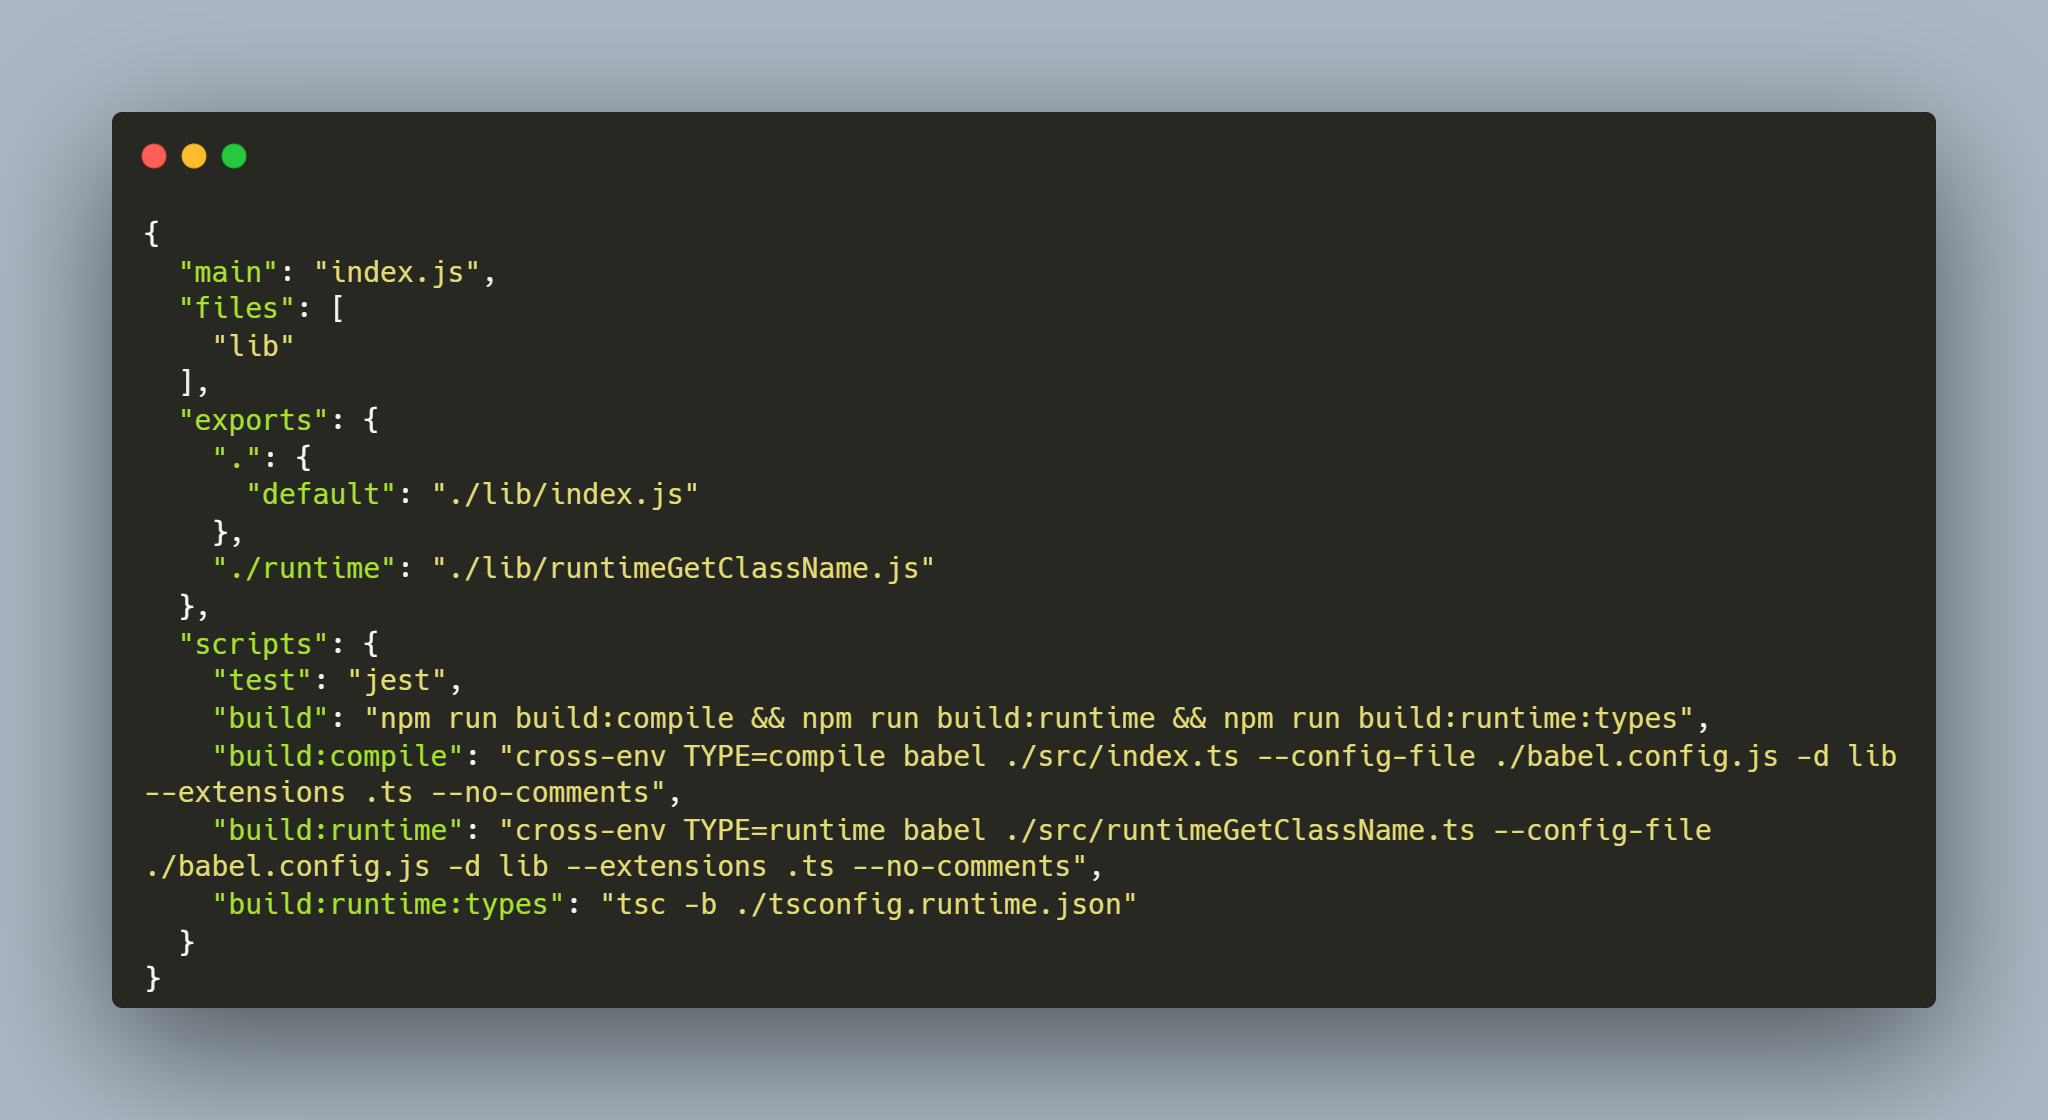 {
  "main": "index.js",
  "files": [
    "lib"
  ],
  "exports": {
    ".": {
      "default": "./lib/index.js"
    },
    "./runtime": "./lib/runtimeGetClassName.js"
  },
  "scripts": {
    "test": "jest",
    "build": "npm run build:compile && npm run build:runtime && npm run build:runtime:types",
    "build:compile": "cross-env TYPE=compile babel ./src/index.ts --config-file ./babel.config.js -d lib
--extensions .ts --no-comments",
    "build:runtime": "cross-env TYPE=runtime babel ./src/runtimeGetClassName.ts --config-file
./babel.config.js -d lib --extensions .ts --no-comments",
    "build:runtime:types": "tsc -b ./tsconfig.runtime.json"
  }
}